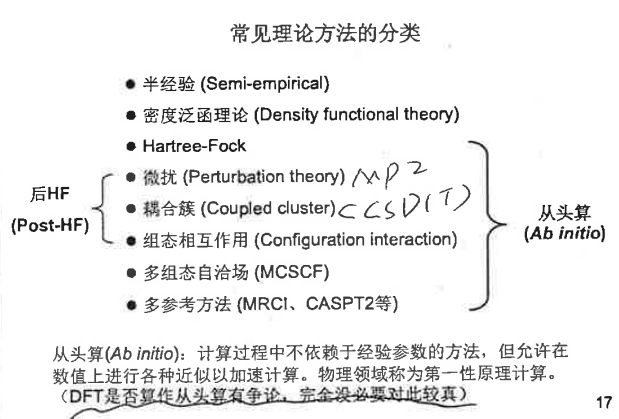 常见理论方法的分类
● 半经验 (Semi-empirical)
● 密度泛函理论 (Density functional theory)
● Hartree-Fock
● 微扰 (Perturbation theory) MP2
● 耦合簇 (Coupled cluster) CCSD(T)
● 组态相互作用 (Configuration interaction)
● 多组态自洽场 (MCSCF)
● 多参考方法 (MRCI、CASPT2等)
后HF
(Post-HF)
从头算
(Ab initio)
从头算(Ab initio)：计算过程中不依赖于经验参数的方法，但允许在
数值上进行各种近似以加速计算。物理领域称为第一性原理计算。
（DFT是否算作从头算有争论，完全没必要对此较真）
17